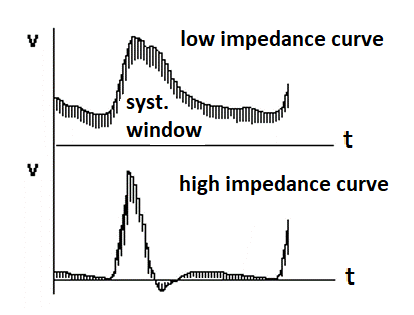 v
low impedance curve
syst.
window
t
v
high impedance curve
t